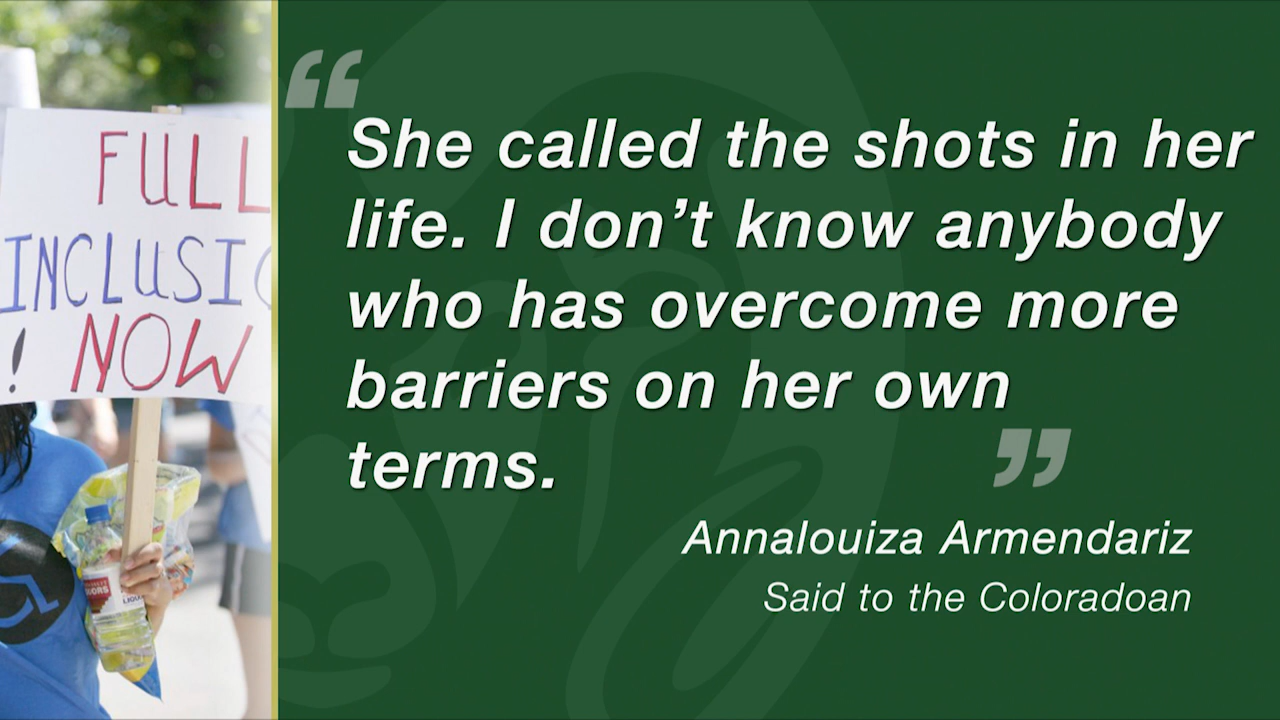 FULL
INCLUSIO
! NOW
“
She called the shots in her
life. I don’t know anybody
who has overcome more
barriers on her own
terms.
”
Annalouiza Armendariz
Said to the Coloradoan